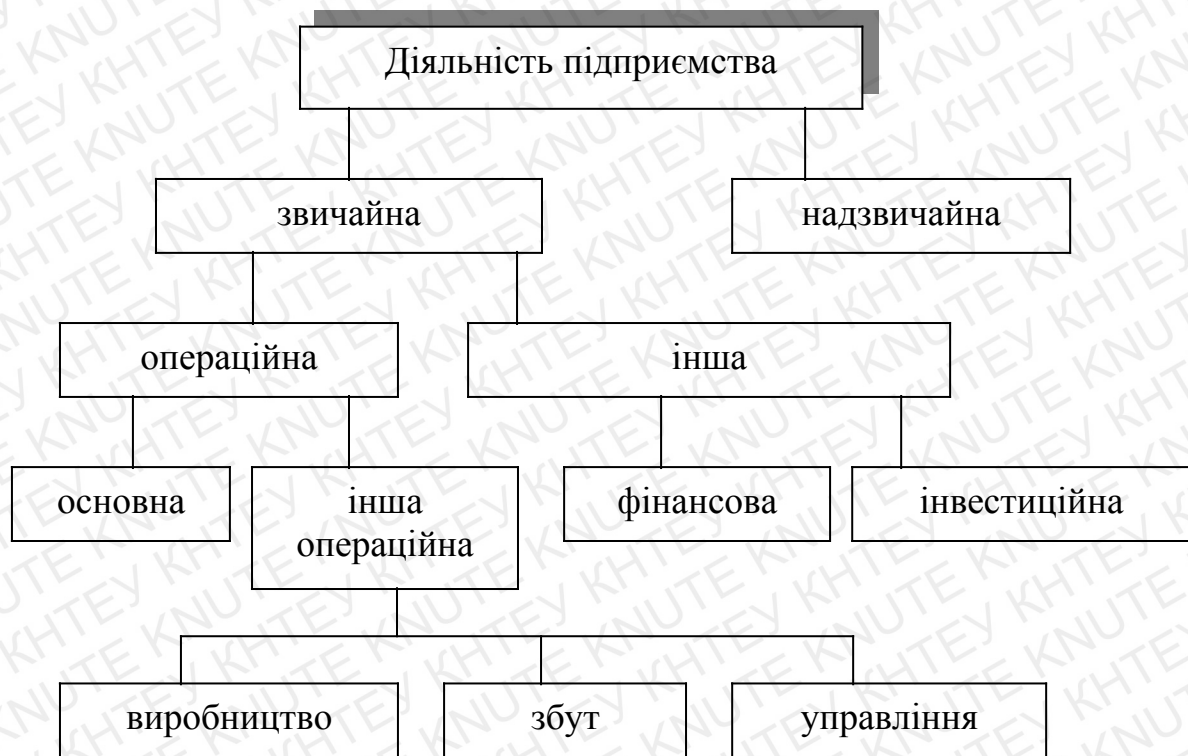 Діяльність підприємства
звичайна
надзвичайна
операційна
інша
основна
інша
операційна
фінансова
інвестиційна
виробництво
збут
управління